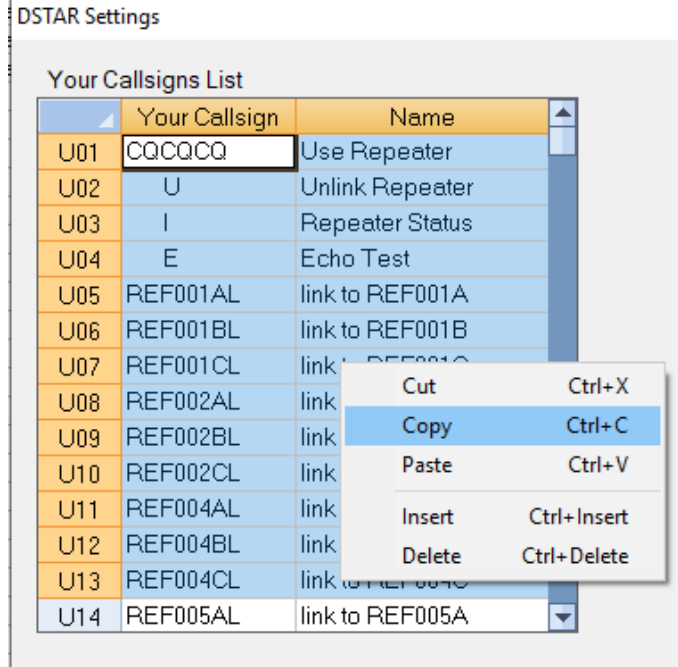 DSTAR Settings
Your Callsigns List
Your Callsign Name
U01 CQCQCQ Use Repeater
U02 U Unlink Repeater
U03 I Repeater Status
U04 E Echo Test
U05 REF001AL link to REF001A
U06 REF001BL link to REF001B
U07 REF001CL link
U08 REF002AL link
U09 REF002BL link
U10 REF002CL link
U11 REF004AL link
U12 REF004BL link
U13 REF004CL link
U14 REF005AL link to REF005A
Cut Ctrl+X
Copy Ctrl+C
Paste Ctrl+V
Insert Ctrl+Insert
Delete Ctrl+Delete